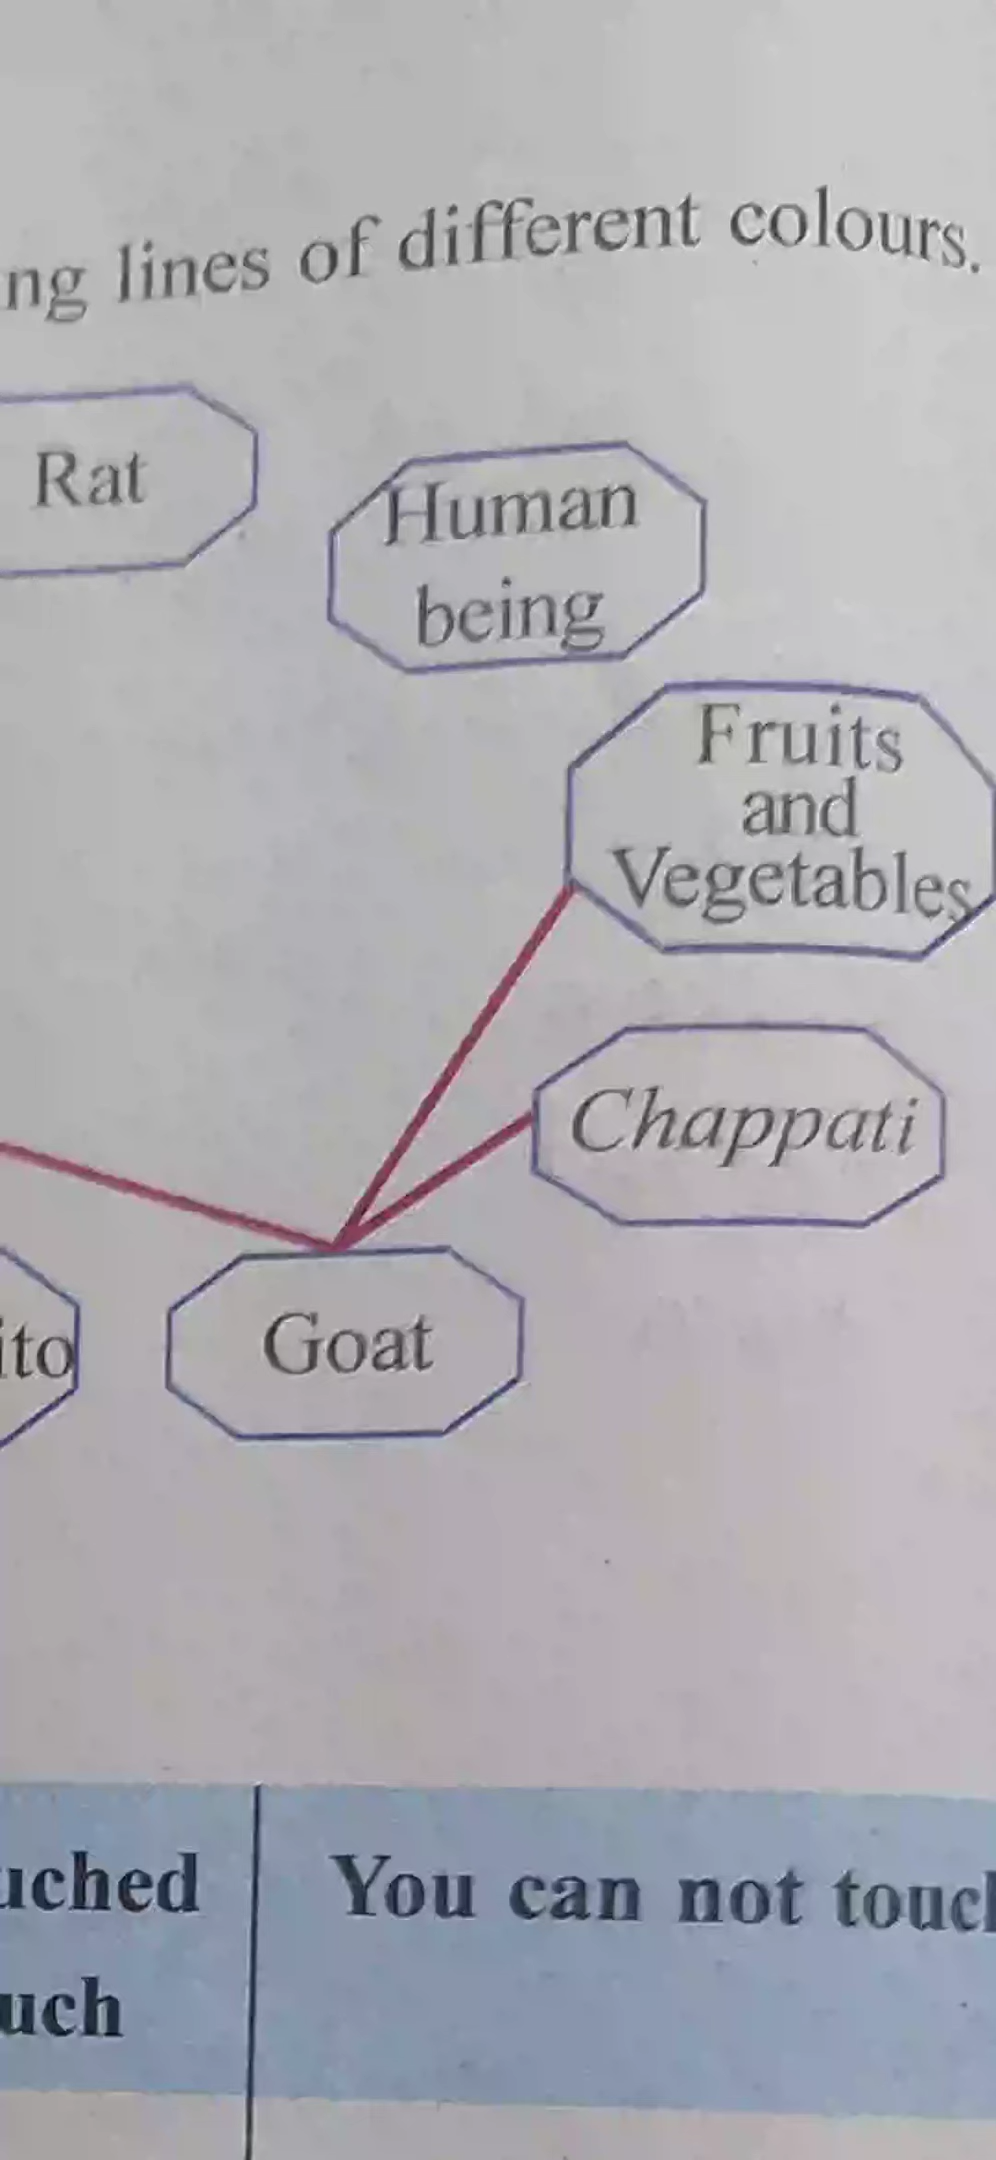 ng lines of different colours.
Rat
Human
being
Fruits
and
Vegetables
Chappati
ito
Goat
uched
uch
You can not touch